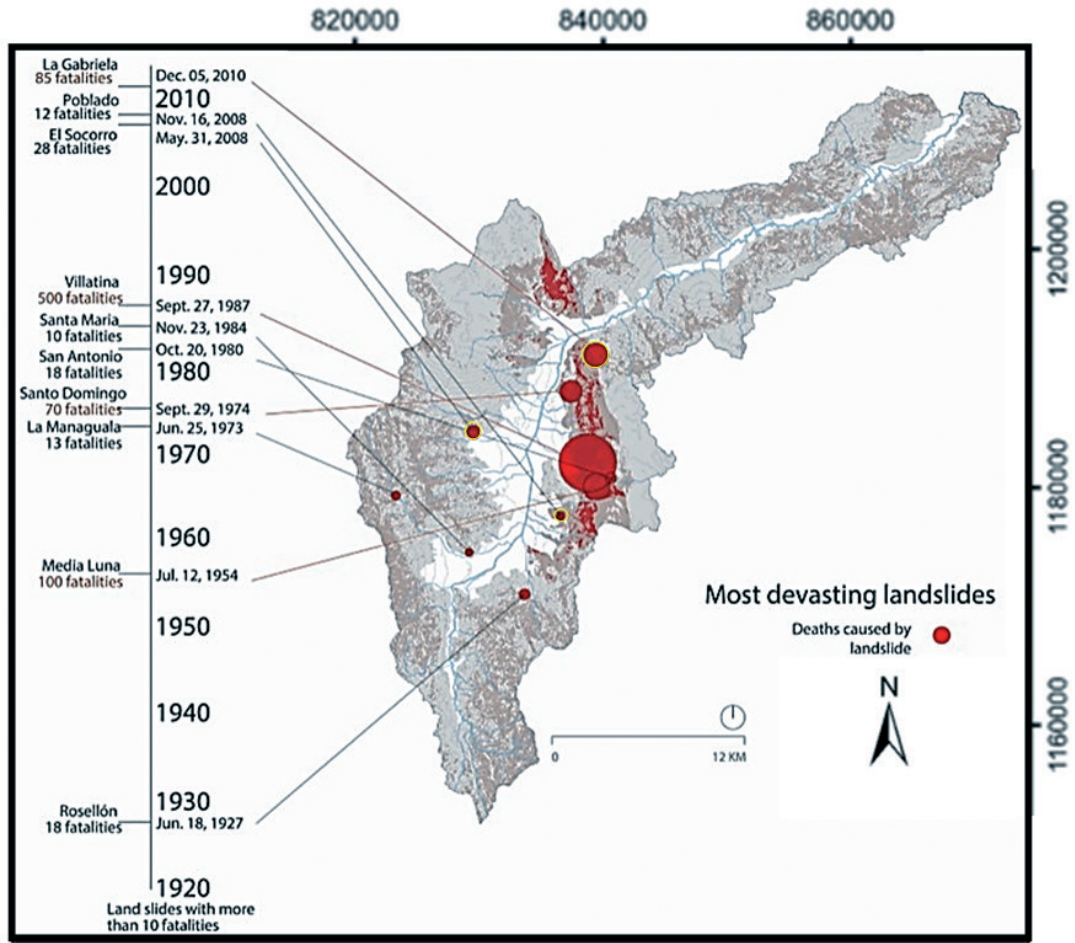 820000
840000
860000
La Gabriela
85 fatalities
Dec. 05, 2010
2010
Poblado
12 fatalities
Nov. 16, 2008
El Socorro
28 fatalities
May. 31, 2008
2000
1990
Villatina
500 fatalities
Sept. 27, 1987
Santa Maria
10 fatalities
Nov. 23, 1984
San Antonio
18 fatalities
Oct. 20, 1980
1980
Santo Domingo
70 fatalities
Sept. 29, 1974
La Managuala
13 fatalities
Jun. 25, 1973
1970
1960
Media Luna
100 fatalities
Jul. 12, 1954
1950
1940
1930
Rosellón
18 fatalities
Jun. 18, 1927
1920
Land slides with more
than 10 fatalities
Most devasting landslides
Deaths caused by
landslide
N
0
12 KM
1200000
1180000
1160000